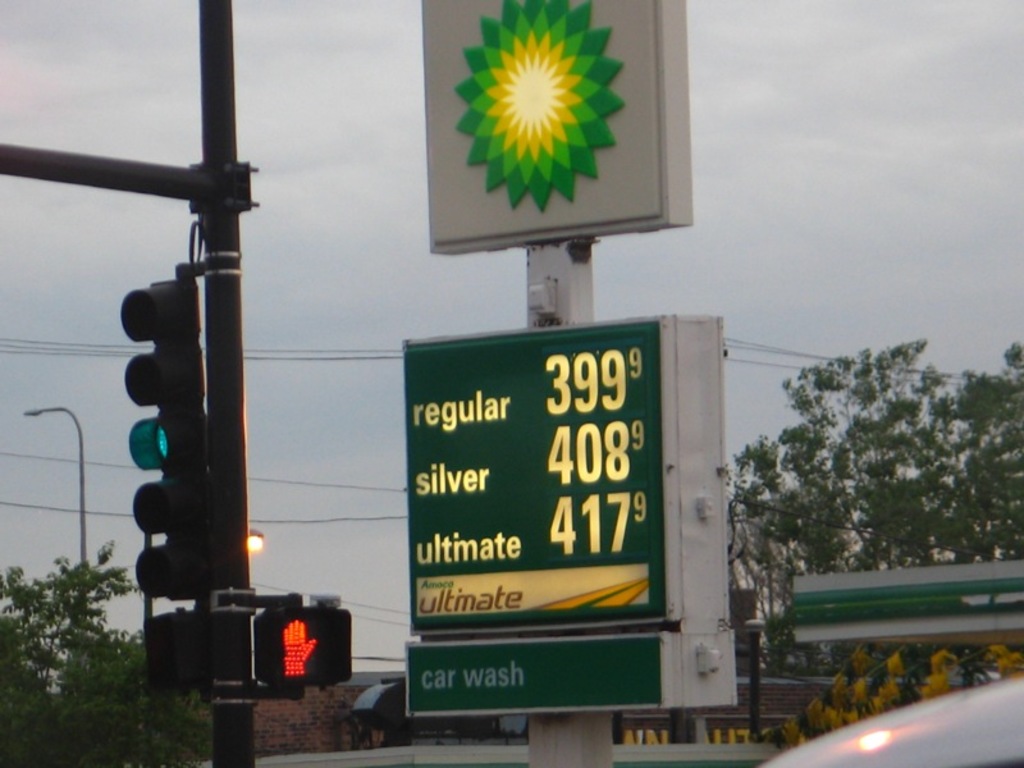 regular 399 9
silver 408 9
ultimate 417 9
Amoco
ultimate
car wash